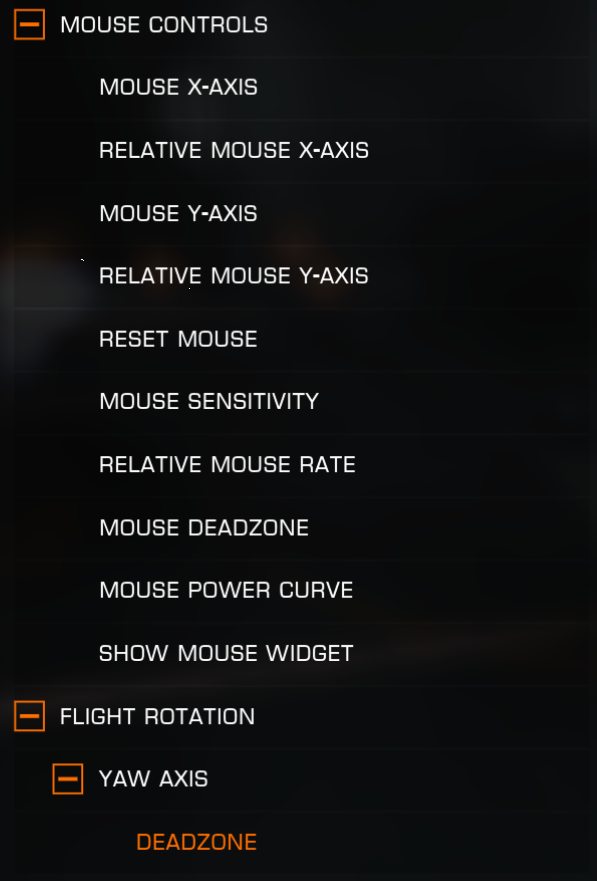 MOUSE CONTROLS
MOUSE X-AXIS
RELATIVE MOUSE X-AXIS
MOUSE Y-AXIS
RELATIVE MOUSE Y-AXIS
RESET MOUSE
MOUSE SENSITIVITY
RELATIVE MOUSE RATE
MOUSE DEADZONE
MOUSE POWER CURVE
SHOW MOUSE WIDGET
FLIGHT ROTATION
YAW AXIS
DEADZONE